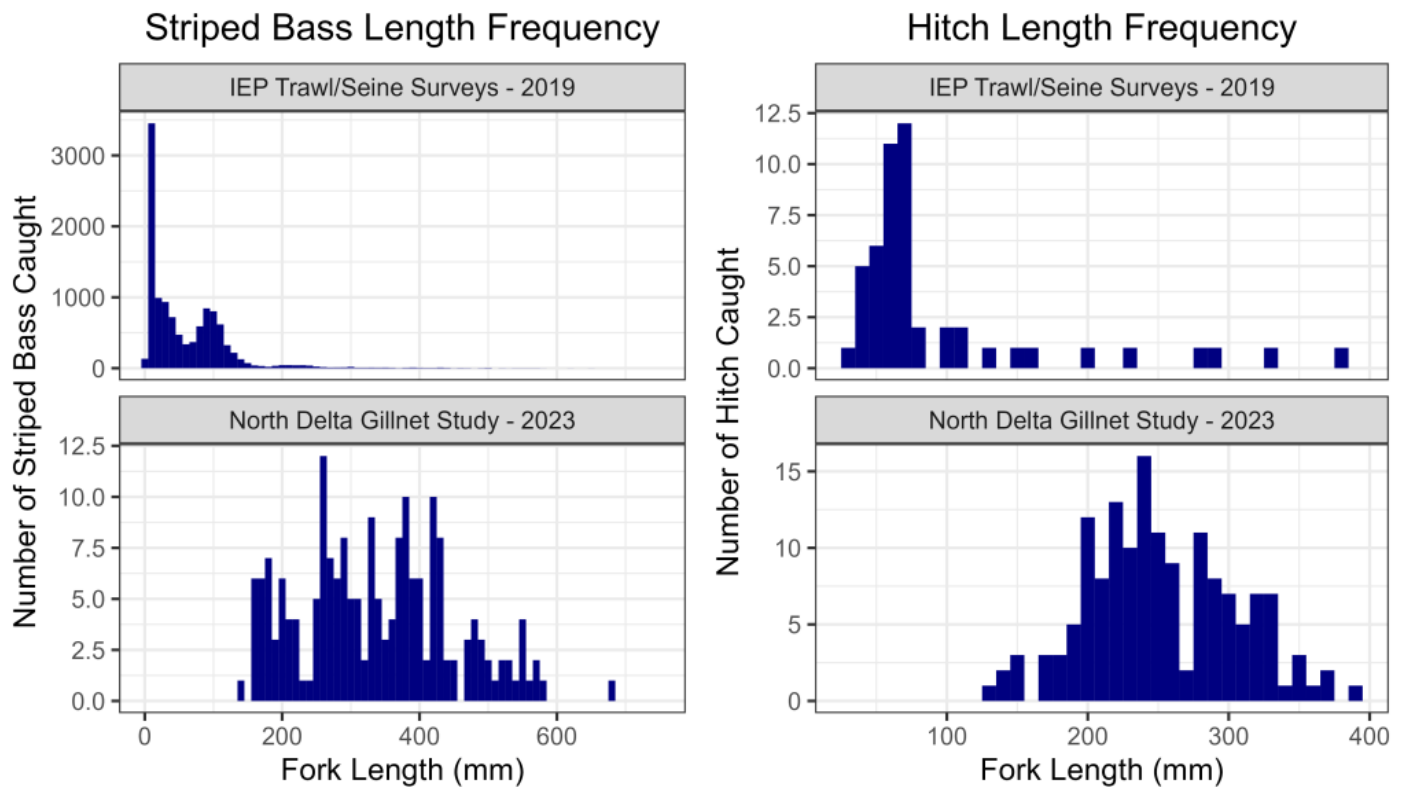 Striped Bass Length Frequency
IEP Trawl/Seine Surveys - 2019
Number of Striped Bass Caught
3000
2000
1000
0
North Delta Gillnet Study - 2023
12.5
10.0
7.5
5.0
2.5
0.0
0 200 400 600
Fork Length (mm)
Hitch Length Frequency
IEP Trawl/Seine Surveys - 2019
Number of Hitch Caught
12.5
10.0
7.5
5.0
2.5
0.0
North Delta Gillnet Study - 2023
15
10
5
0
100 200 300 400
Fork Length (mm)